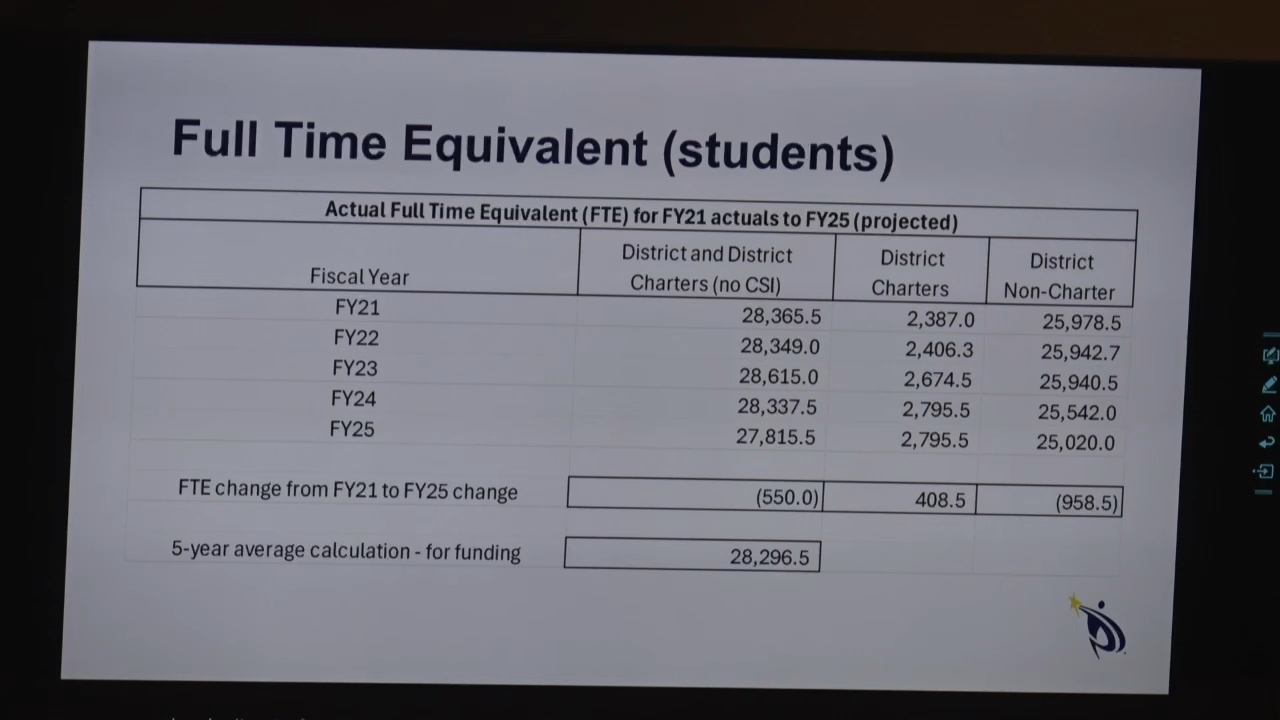 Full Time Equivalent (students)
Actual Full Time Equivalent (FTE) for FY21 actuals to FY25 (projected)
Fiscal Year District and District Charters (no CSI) District Charters District Non-Charter
FY21 28,365.5 2,387.0 25,978.5
FY22 28,349.0 2,406.3 25,942.7
FY23 28,615.0 2,674.5 25,940.5
FY24 28,337.5 2,795.5 25,542.0
FY25 27,815.5 2,795.5 25,020.0
FTE change from FY21 to FY25 change (550.0) 408.5 (958.5)
5-year average calculation - for funding 28,296.5